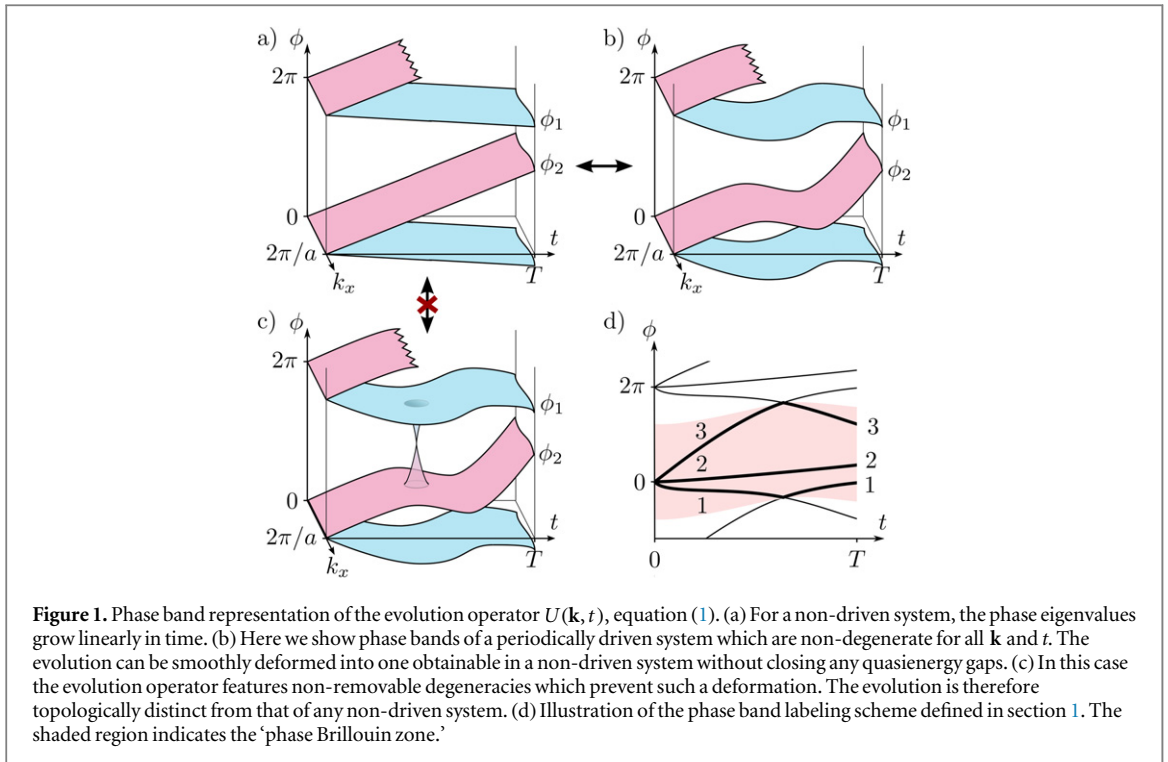 a) ϕ
2π
ϕ₁
ϕ₂
0
2π/a
t
T
kₓ
b) ϕ
2π
ϕ₁
ϕ₂
0
2π/a
t
T
kₓ
c) ϕ
2π
ϕ₁
ϕ₂
0
2π/a
t
T
kₓ
d) ϕ
2π
3
3
2
2
1
0
1
t
0 T
Figure 1. Phase band representation of the evolution operator U(k, t), equation (1). (a) For a non-driven system, the phase eigenvalues
grow linearly in time. (b) Here we show phase bands of a periodically driven system which are non-degenerate for all k and t. The
evolution can be smoothly deformed into one obtainable in a non-driven system without closing any quasienergy gaps. (c) In this case
the evolution operator features non-removable degeneracies which prevent such a deformation. The evolution is therefore
topologically distinct from that of any non-driven system. (d) Illustration of the phase band labeling scheme defined in section 1. The
shaded region indicates the ‘phase Brillouin zone.’